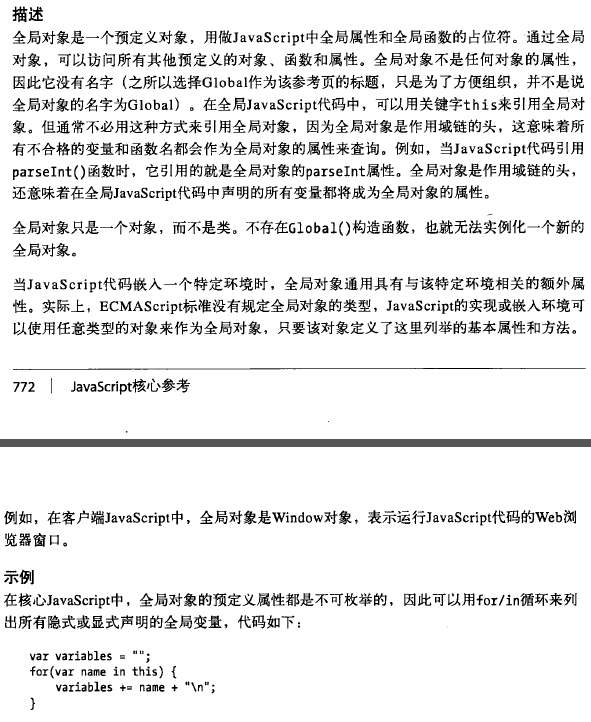 描述
全局对象是一个预定义对象，用做JavaScript中全局属性和全局函数的占位符。通过全局
对象，可以访问所有其他预定义的对象、函数和属性。全局对象不是任何对象的属性，
因此它没有名字（之所以选择Global作为该参考页的标题，只是为了方便组织，并不是说
全局对象的名字为Global）。在全局JavaScript代码中，可以用关键字this来引用全局对
象。但通常不必用这种方式来引用全局对象，因为全局对象是作用域链的头，这意味着所
有不合格的变量和函数名都会作为全局对象的属性来查询。例如，当JavaScript代码引用
parseInt()函数时，它引用的就是全局对象的parseInt属性。全局对象是作用域链的头，
还意味着在全局JavaScript代码中声明的所有变量都将成为全局对象的属性。
全局对象只是一个对象，而不是类。不存在Global()构造函数，也就无法实例化一个新的
全局对象。
当JavaScript代码嵌入一个特定环境时，全局对象通用具有与该特定环境相关的额外属
性。实际上，ECMAScript标准没有规定全局对象的类型，JavaScript的实现或嵌入环境可
以使用任意类型的对象来作为全局对象，只要该对象定义了这里列举的基本属性和方法。
772 | JavaScript核心参考
例如，在客户端JavaScript中，全局对象是Window对象，表示运行JavaScript代码的Web浏
览器窗口。
示例
在核心JavaScript中，全局对象的预定义属性都是不可枚举的，因此可以用for/in循环来列
出所有隐式或显式声明的全局变量，代码如下：
var variables = "";
for(var name in this) {
variables += name + "\n";
}